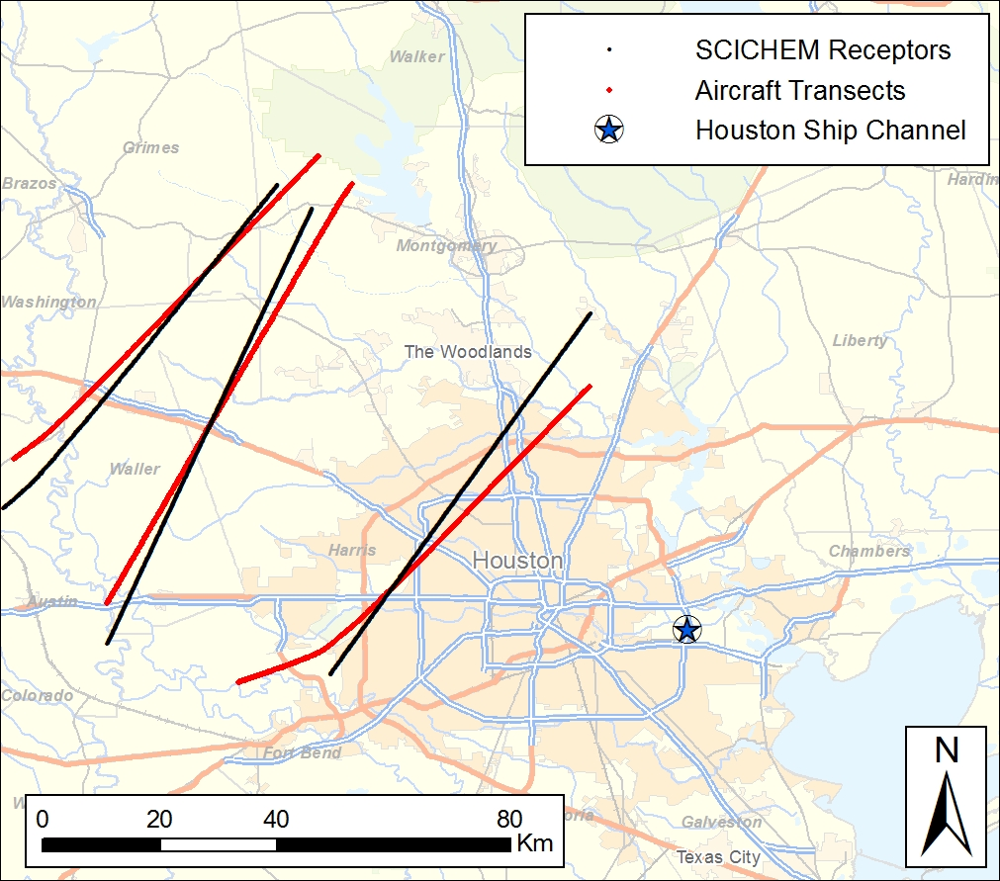 SCICHEM Receptors
Aircraft Transects
Houston Ship Channel
Walker
Grimes
Brazos
Hardin
Montgomery
Washington
Liberty
The Woodlands
Waller
Harris
Houston
Chambers
Austin
Colorado
Fort Bend
N
Galveston
Texas City
0 20 40 80
Km